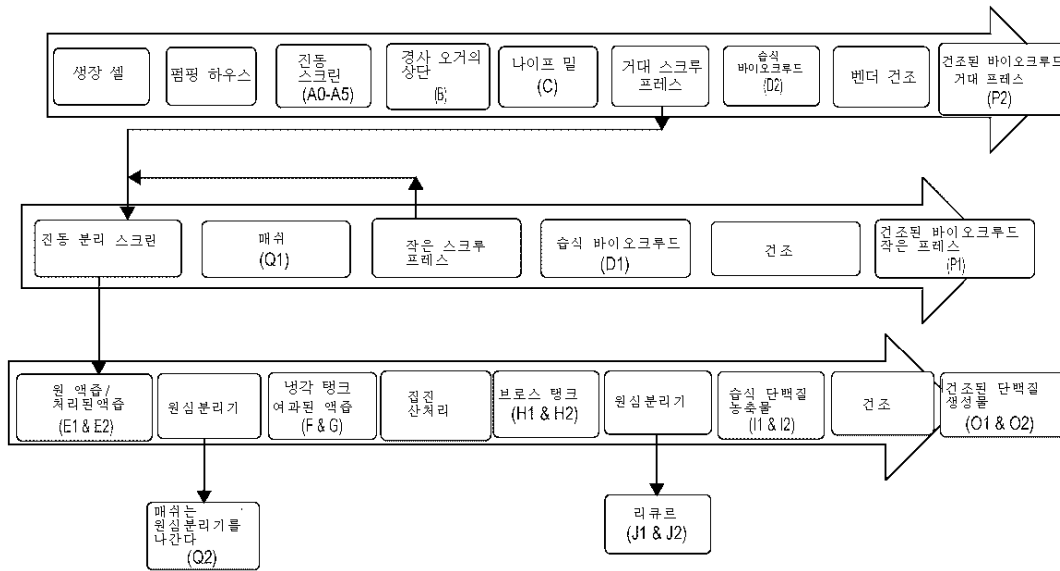 생장 셀
펌핑 하우스
진동
스크린
(A0-A5)
경사 오거의
상단
(B)
나이프 밀
(C)
거대 스크루
프레스
습식
바이오크루드
(D2)
벤더 건조
건조된 바이오크루드
거대 프레스
(P2)
진동 분리 스크린
매쉬
(Q1)
작은 스크루
프레스
습식 바이오크루드
(D1)
건조
건조된 바이오크루드
작은 프레스
(P1)
원 액즙/
처리된액즙
(E1 & E2)
원심분리기
냉각 탱크
여과된 액즙
(F & G)
집진
산처리
브로스 탱크
(H1 & H2)
원심분리기
습식 단백질
농축물
(I1 & I2)
건조
건조된 단백질
생성물
(O1 & O2)
매쉬는
원심분리기를
나간다
(Q2)
리큐르
(J1 & J2)